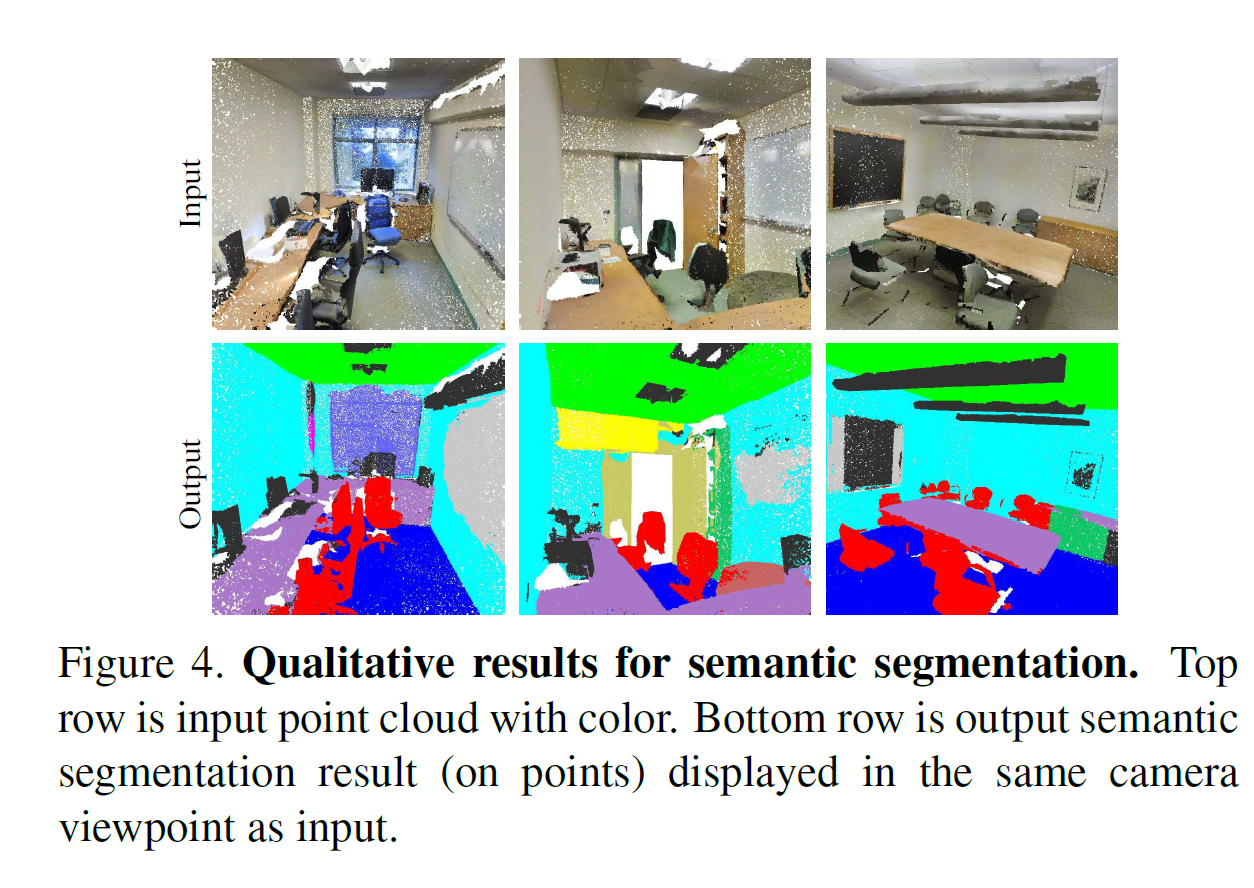 Input
Output
Figure 4. Qualitative results for semantic segmentation. Top
row is input point cloud with color. Bottom row is output semantic
segmentation result (on points) displayed in the same camera
viewpoint as input.